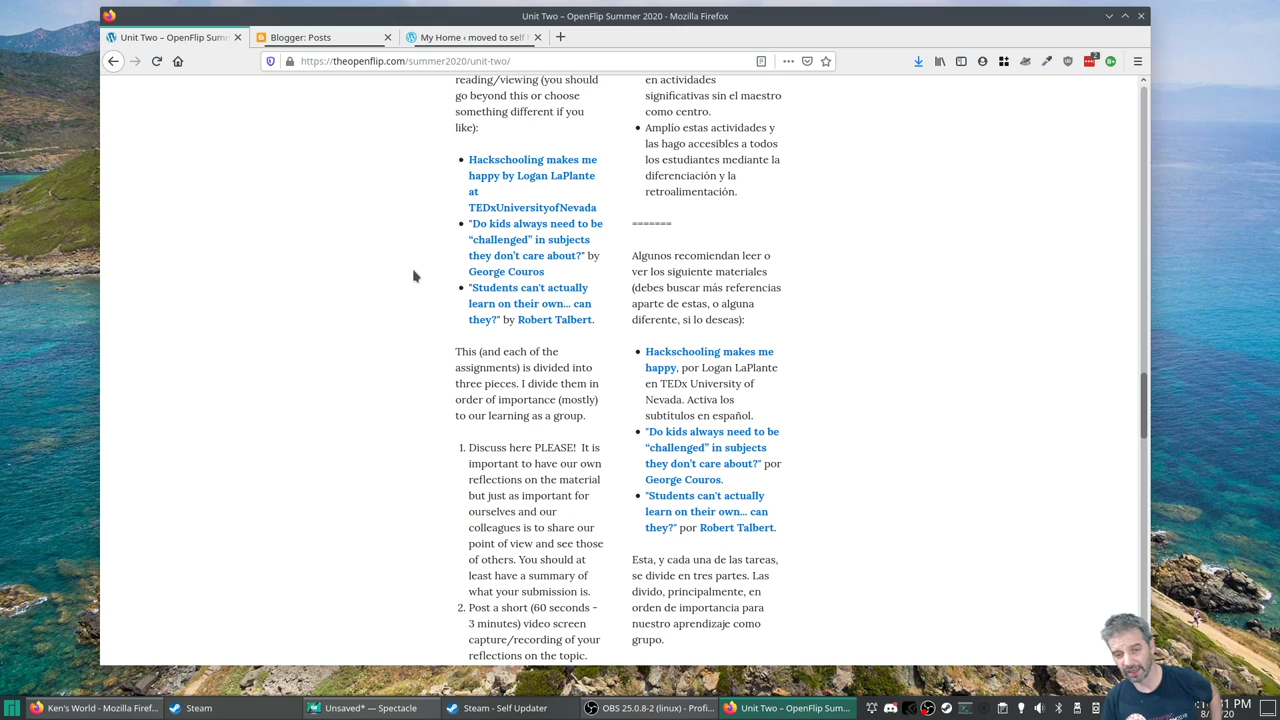 Unit Two – OpenFlip Summer 2020 - Mozilla Firefox
Unit Two – OpenFlip Summ
Blogger: Posts
My Home ‹ moved to self
https://theopenflip.com/summer2020/unit-two/
reading/viewing (you should
go beyond this or choose
something different if you
like):
Hackschooling makes me
happy by Logan LaPlante
at
TEDxUniversityofNevada
"Do kids always need to be
“challenged” in subjects
they don’t care about?" by
George Couros
"Students can't actually
learn on their own... can
they?" by Robert Talbert.
This (and each of the
assignments) is divided into
three pieces. I divide them in
order of importance (mostly)
to our learning as a group.
1. Discuss here PLEASE! It is
important to have our own
reflections on the material
but just as important for
ourselves and our
colleagues is to share our
point of view and see those
of others. You should at
least have a summary of
what your submission is.
2. Post a short (60 seconds -
3 minutes) video screen
capture/recording of your
reflections on the topic.
en actividades
significativas sin el maestro
como centro.
Amplío estas actividades y
las hago accesibles a todos
los estudiantes mediante la
diferenciación y la
retroalimentación.
=======
Algunos recomiendan leer o
ver los siguiente materiales
(debes buscar más referencias
aparte de estas, o alguna
diferente, si lo deseas):
Hackschooling makes me
happy, por Logan LaPlante
en TEDx University of
Nevada. Activa los
subtítulos en español.
"Do kids always need to be
“challenged” in subjects
they don’t care about?" por
George Couros.
"Students can't actually
learn on their own... can
they?" por Robert Talbert.
Esta, y cada una de las tareas,
se divide en tres partes. Las
divido, principalmente, en
orden de importancia para
nuestro aprendizaje como
grupo.
Ken's World - Mozilla Firef...
Steam
Unsaved* — Spectacle
Steam - Self Updater
OBS 25.0.8-2 (linux) - Profi...
Unit Two – OpenFlip Sum...